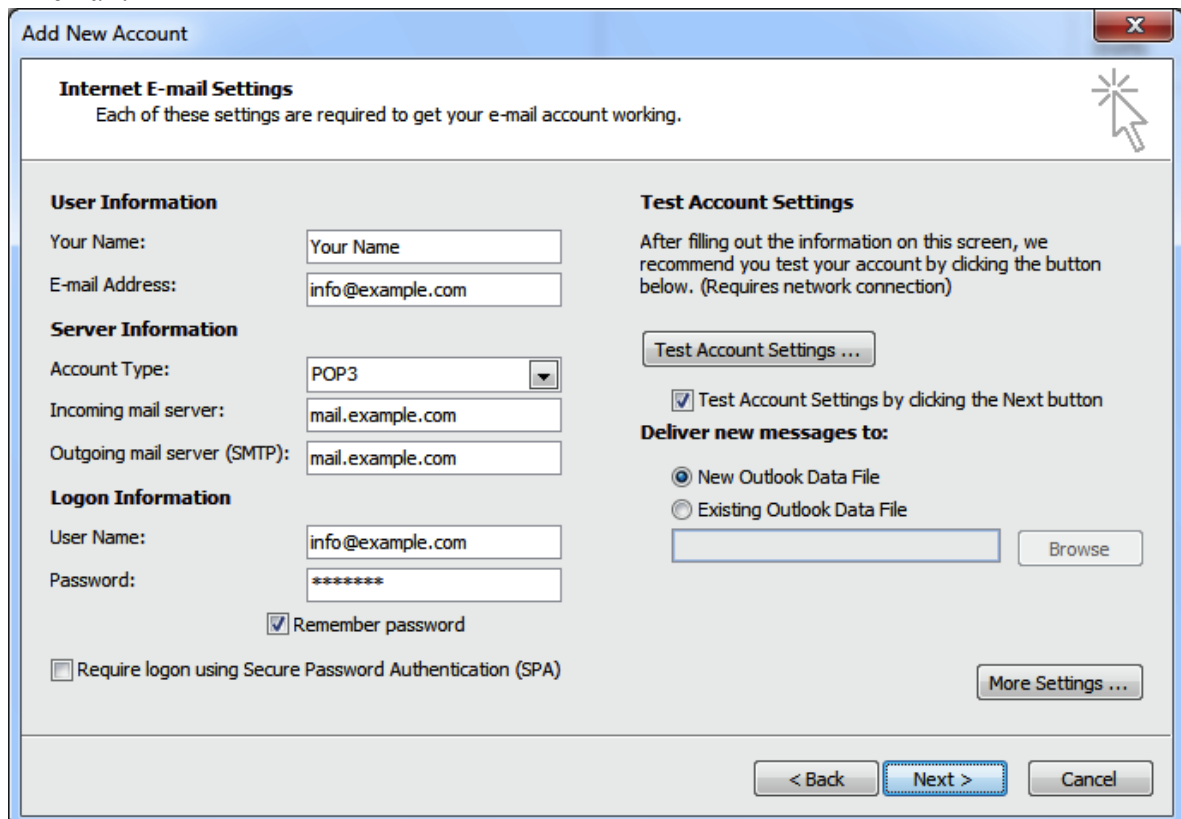 Add New Account
Internet E-mail Settings
Each of these settings are required to get your e-mail account working.
User Information
Your Name:
Your Name
E-mail Address:
info@example.com
Server Information
Account Type:
POP3
Incoming mail server:
mail.example.com
Outgoing mail server (SMTP):
mail.example.com
Logon Information
User Name:
info@example.com
Password:
*******
Remember password
Require logon using Secure Password Authentication (SPA)
Test Account Settings
After filling out the information on this screen, we
recommend you test your account by clicking the button
below. (Requires network connection)
Test Account Settings ...
Test Account Settings by clicking the Next button
Deliver new messages to:
New Outlook Data File
Existing Outlook Data File
Browse
More Settings ...
< Back
Next >
Cancel